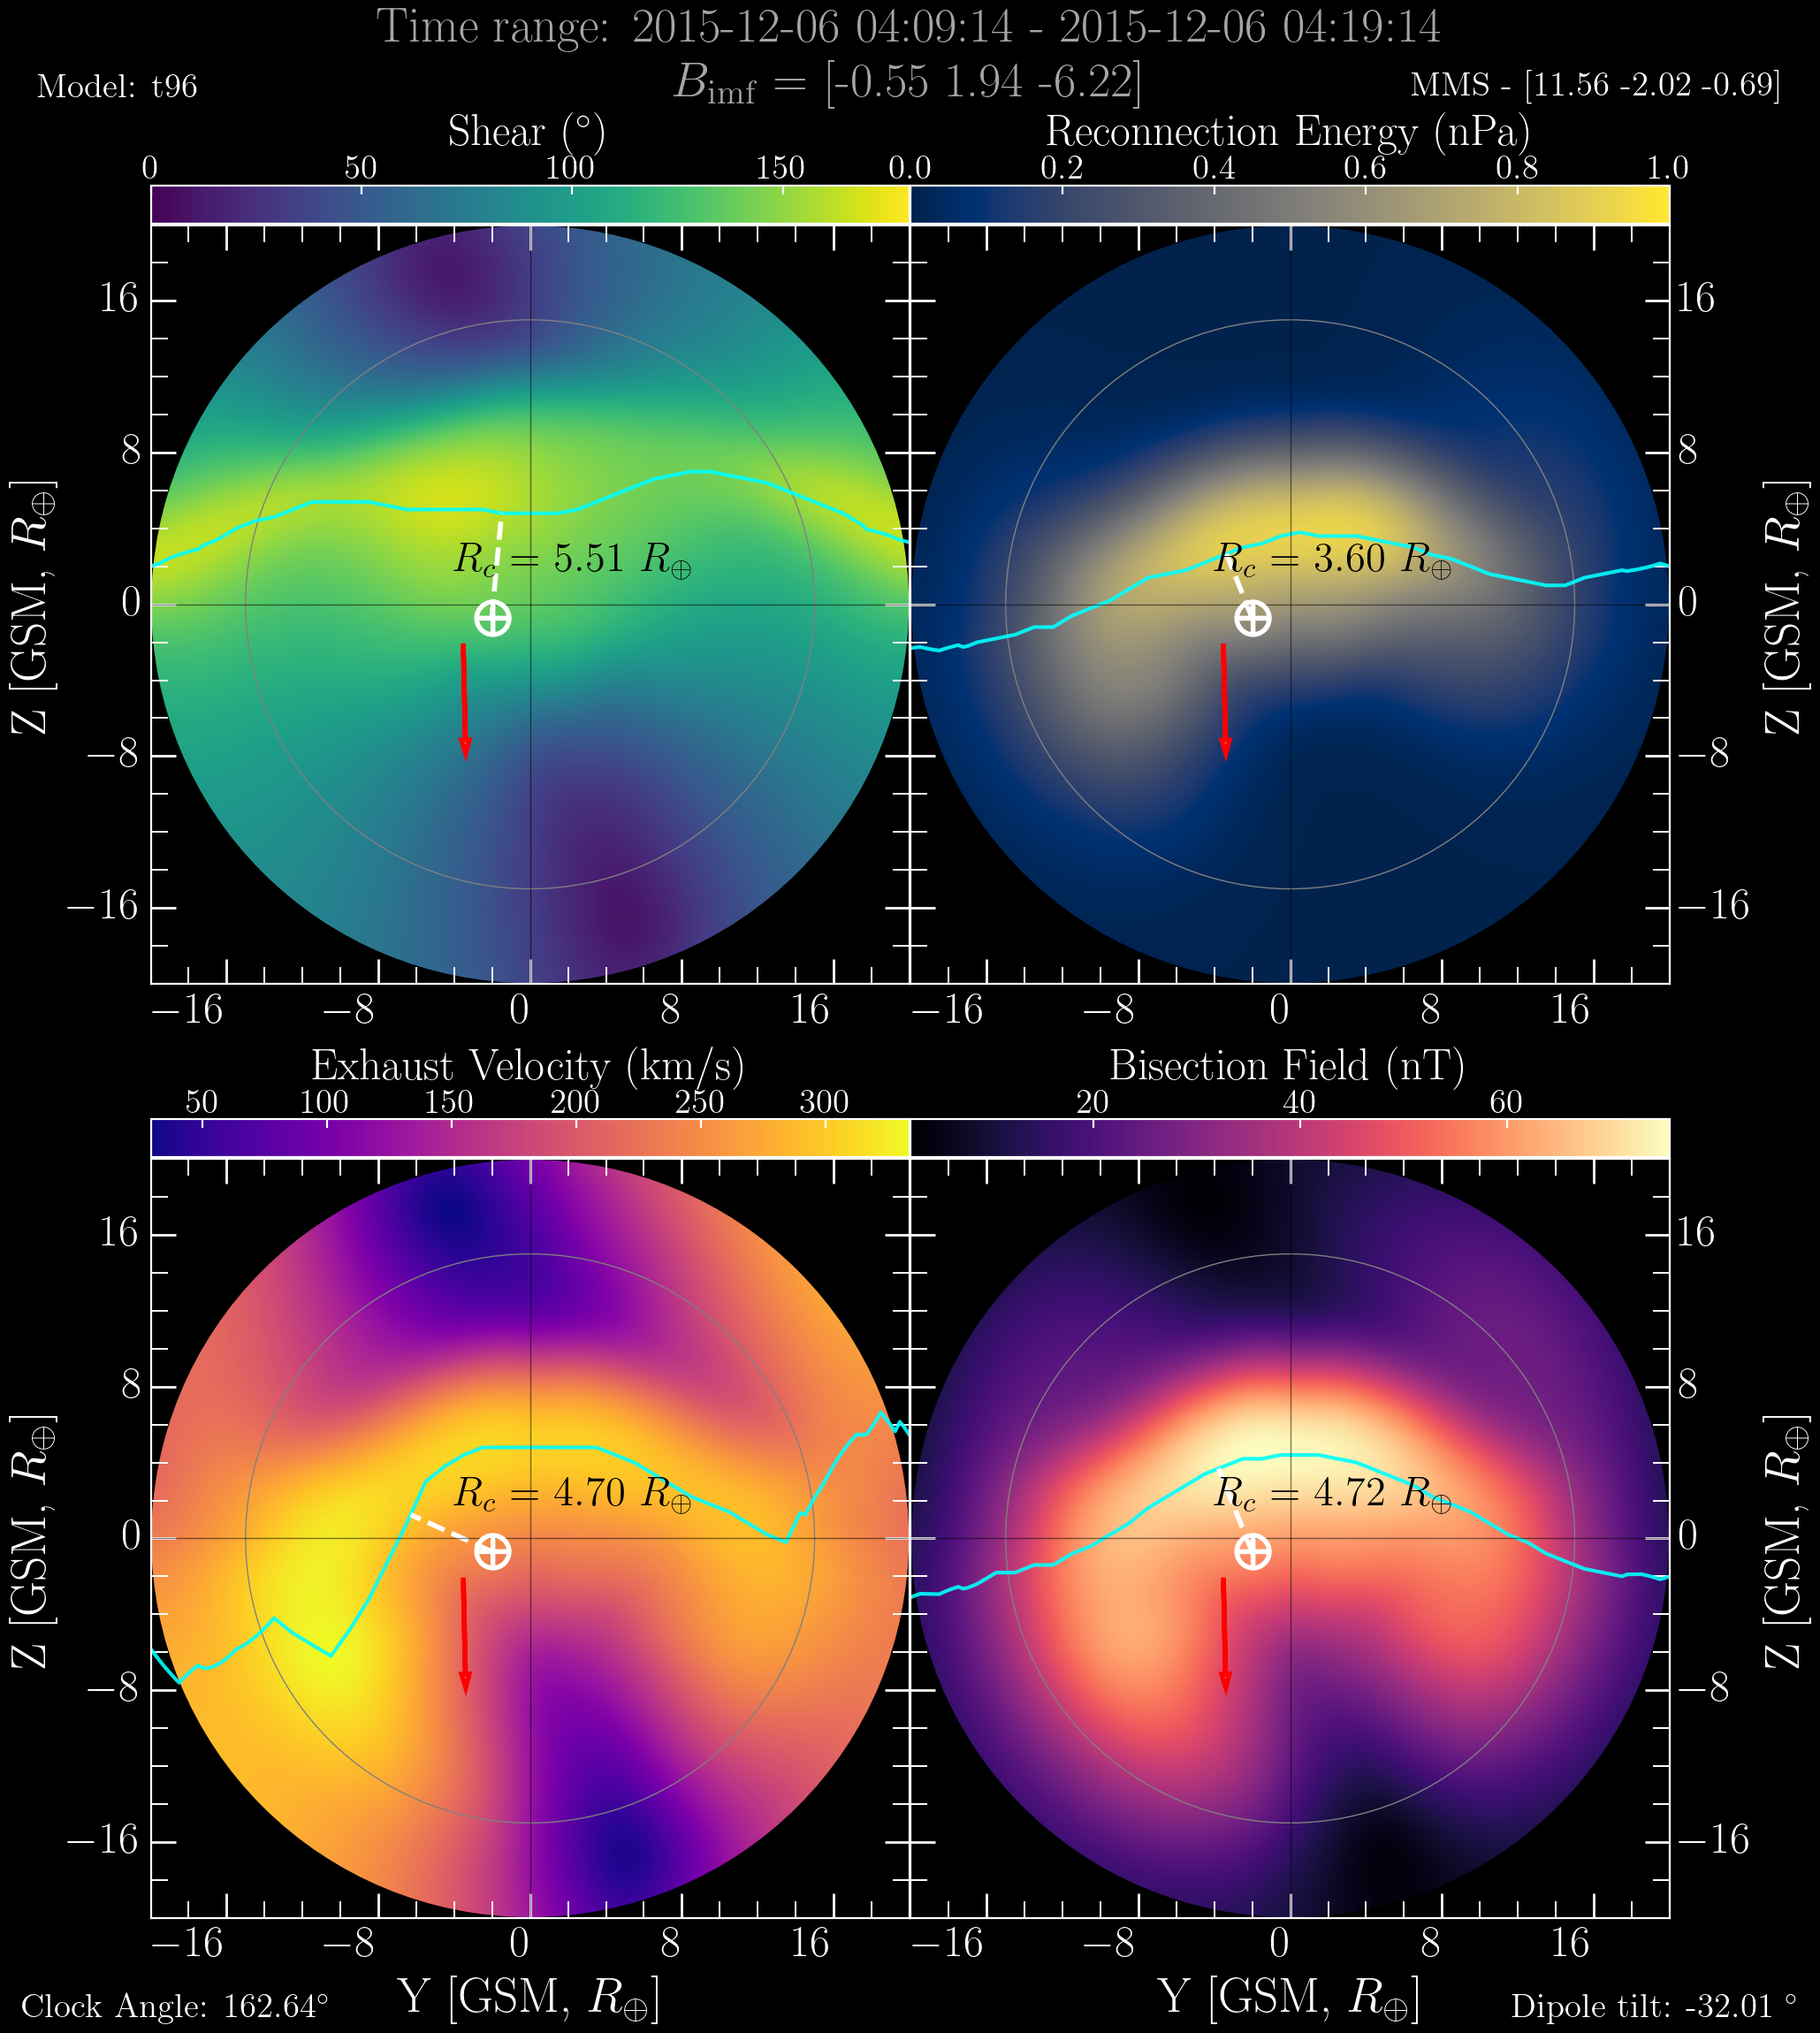 Time range: 2015-12-06 04:09:14 - 2015-12-06 04:19:14
Model: t96
B_imf = [-0.55 1.94 -6.22]
MMS - [11.56 -2.02 -0.69]
Shear (°)
Reconnection Energy (nPa)
0 50 100 150
0.0 0.2 0.4 0.6 0.8 1.0
16 8 0 −8 −16
Z [GSM, R⊕]
R_c = 5.51 R⊕
R_c = 3.60 R⊕
16 8 0 −8 −16
Z [GSM, R⊕]
−16 −8 0 8 16
−16 −8 0 8 16
Exhaust Velocity (km/s)
Bisection Field (nT)
50 100 150 200 250 300
20 40 60
16 8 0 −8 −16
Z [GSM, R⊕]
R_c = 4.70 R⊕
R_c = 4.72 R⊕
16 8 0 −8 −16
Z [GSM, R⊕]
−16 −8 0 8 16
−16 −8 0 8 16
Y [GSM, R⊕]
Y [GSM, R⊕]
Clock Angle: 162.64°
Dipole tilt: -32.01 °